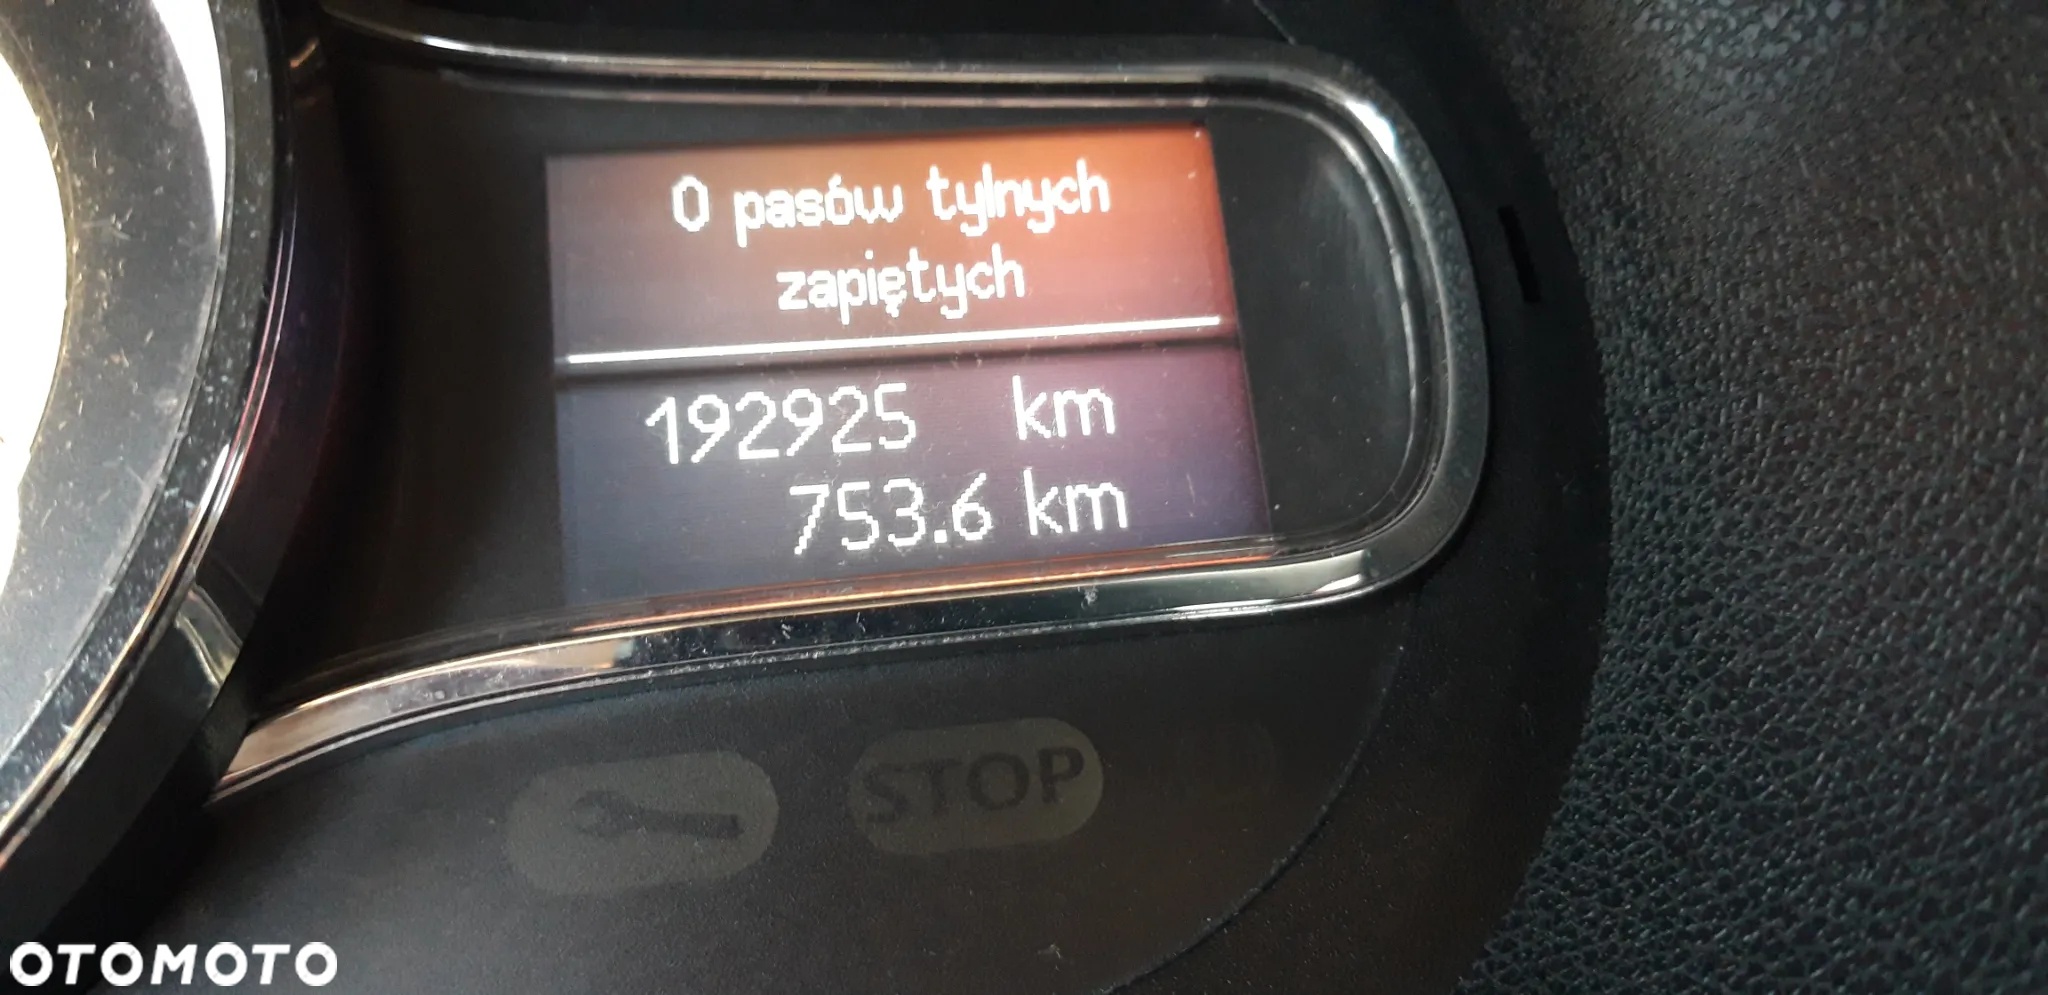 0 pasów tylnych
zapiętych
192925 km
753.6 km
STOP
OTOMOTO